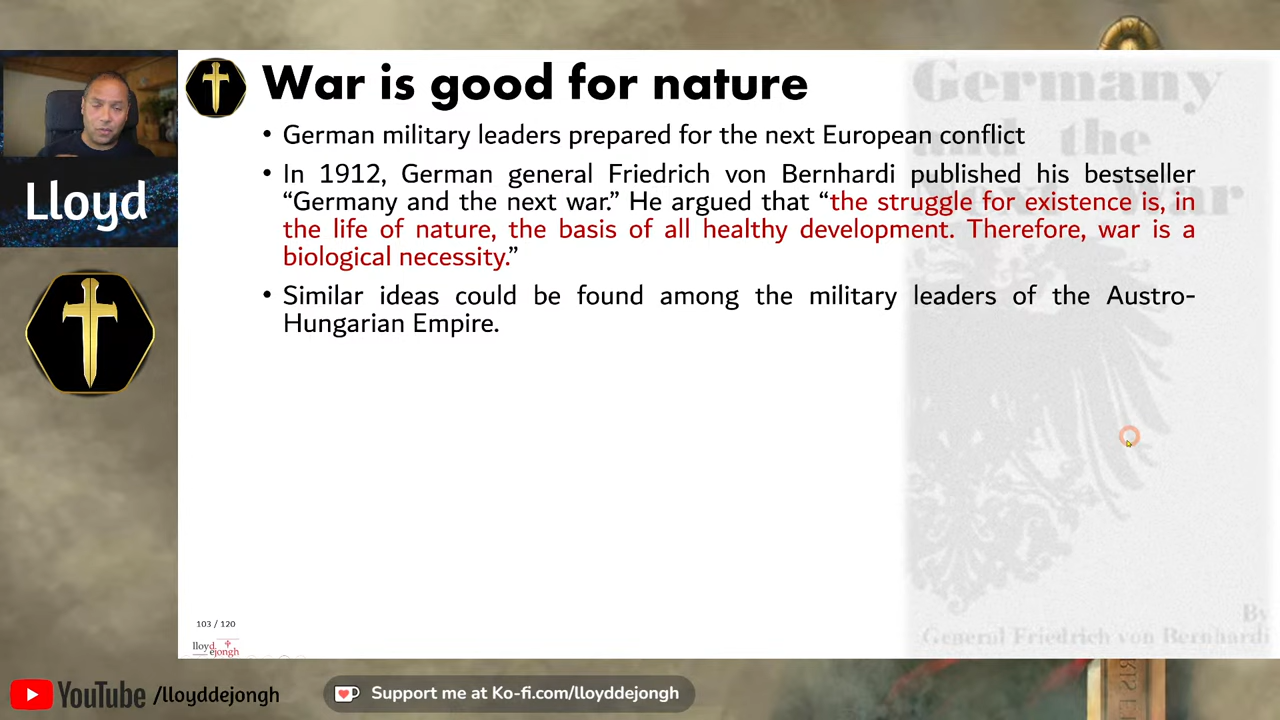 War is good for nature
• German military leaders prepared for the next European conflict
• In 1912, German general Friedrich von Bernhardi published his bestseller
“Germany and the next war.” He argued that “the struggle for existence is, in
the life of nature, the basis of all healthy development. Therefore, war is a
biological necessity.”
• Similar ideas could be found among the military leaders of the Austro-
Hungarian Empire.
Germany
and the
Next War
By
General Friedrich von Bernhardi
Lloyd
103 / 120
lloyd
dejongh
YouTube /lloyddejongh
Support me at Ko-fi.com/lloyddejongh